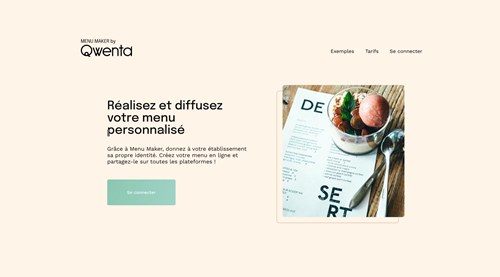 MENU MAKER by
Qwenta
Exemples Tarifs Se connecter
Réalisez et diffusez
votre menu
personnalisé
Grâce à Menu Maker, donnez à votre établissement
sa propre identité. Créez votre menu en ligne et
partagez-le sur toutes les plateformes !
Se connecter
DE
SE
RT